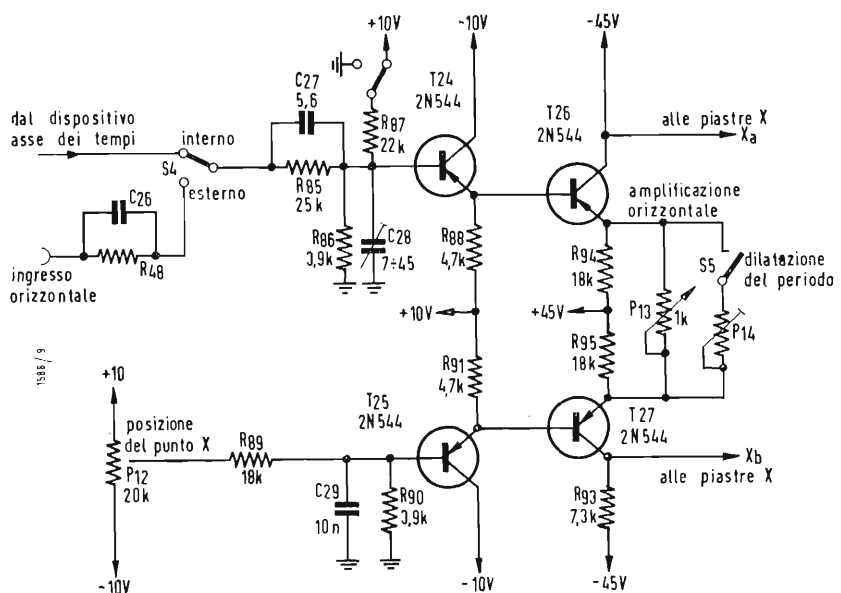 +10V
-10V
-45V
C27
5,6
T24
2N544
T26
2N544
dal dispositivo
asse dei tempi
interno
S4
esterno
R87
22k
alle piastre X
Xa
R85
25k
C26
R48
ingresso
orizzontale
R86
3,9k
C28
7÷45
R88
4,7k
amplificazione
orizzontale
R94
18k
S5
dilatazione
del periodo
+10V
+45V
P13
1k
P14
1586/9
R91
4,7k
R95
18k
+10
posizione
del punto X
P12
20k
R89
18k
T25
2N544
T27
2N544
Xb
alle piastre X
C29
10n
R90
3,9k
R93
7,3k
-10V
-10V
-45V